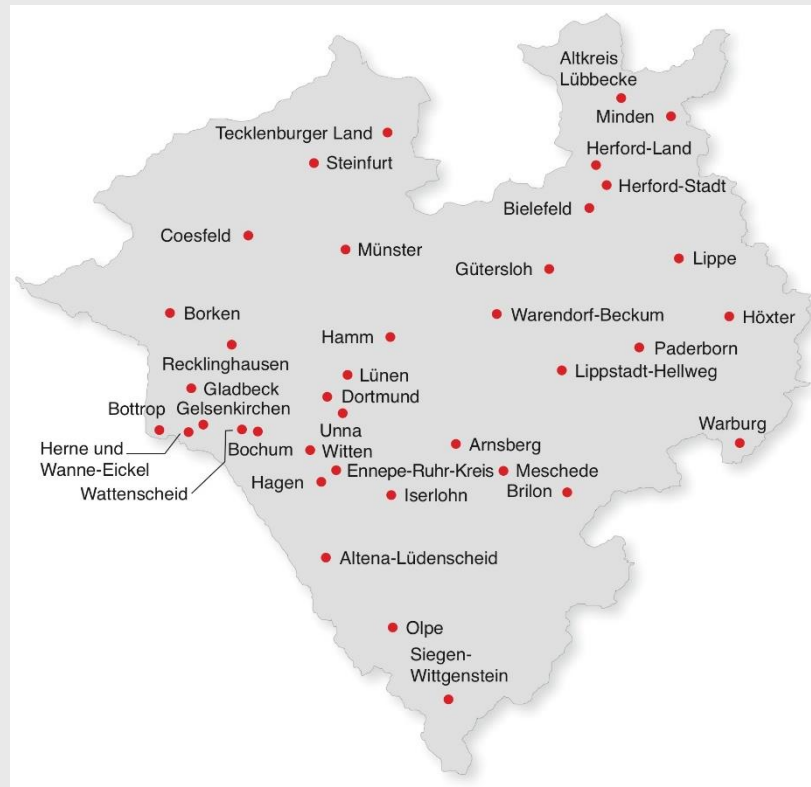 Altkreis
Lübbecke
Minden
Tecklenburger Land
Steinfurt
Herford-Land
Herford-Stadt
Bielefeld
Coesfeld
Münster
Gütersloh
Lippe
Borken
Warendorf-Beckum
Höxter
Hamm
Paderborn
Recklinghausen
Lünen
Lippstadt-Hellweg
Gladbeck
Dortmund
Bottrop
Gelsenkirchen
Unna
Warburg
Herne und
Wanne-Eickel
Bochum
Witten
Arnsberg
Wattenscheid
Hagen
Ennepe-Ruhr-Kreis
Meschede
Brilon
Iserlohn
Altena-Lüdenscheid
Olpe
Siegen-
Wittgenstein